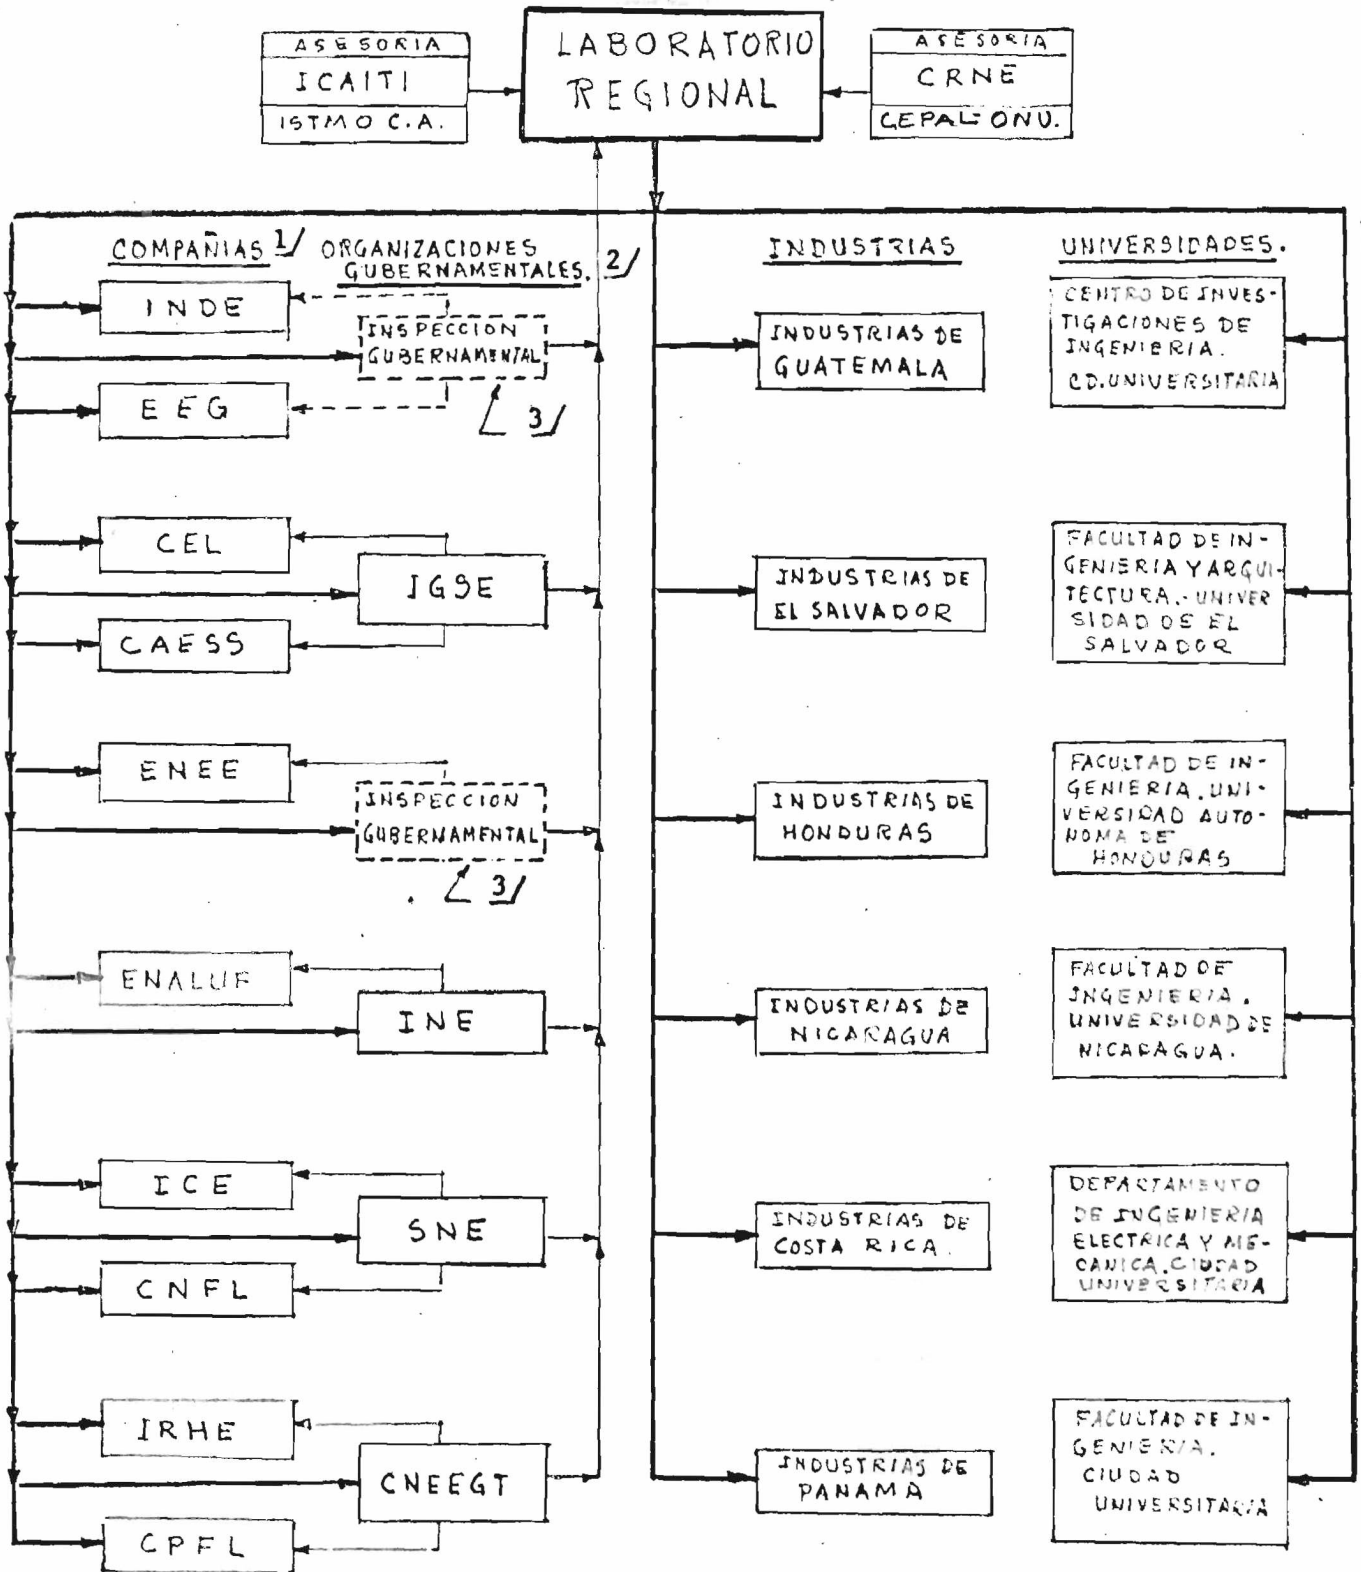 ASESORIA
ICAITI
ISTMO C.A.
LABORATORIO
REGIONAL
ASESORIA
CRNE
CEPAL-ONU.
COMPAÑIAS 1/
ORGANIZACIONES
GUBERNAMENTALES. 2/
INDUSTRIAS
UNIVERSIDADES.
INDE
INSPECCION
GUBERNAMENTAL
3/
EEG
INDUSTRIAS DE
GUATEMALA
CENTRO DE INVES-
TIGACIONES DE
INGENIERIA.
CD. UNIVERSITARIA
CEL
IGSE
CAESS
INDUSTRIAS DE
EL SALVADOR
FACULTAD DE IN-
GENIERIA Y ARQUI-
TECTURA.-UNIVER
SIDAD DE EL
SALVADOR
ENEE
INSPECCION
GUBERNAMENTAL
3/
INDUSTRIAS DE
HONDURAS
FACULTAD DE IN-
GENIERIA. UNI-
VERSIDAD AUTO-
NOMA DE
HONDURAS
ENALUF
INE
INDUSTRIAS DE
NICARAGUA
FACULTAD DE
INGENIERIA.
UNIVERSIDAD DE
NICARAGUA.
ICE
SNE
CNFL
INDUSTRIAS DE
COSTA RICA.
DEPARTAMENTO
DE INGENIERIA
ELECTRICA Y ME-
CANICA. CIUDAD
UNIVERSITARIA
IRHE
CNEEGT
CPFL
INDUSTRIAS DE
PANAMA
FACULTAD DE IN-
GENIERIA.
CIUDAD
UNIVERSITARIA